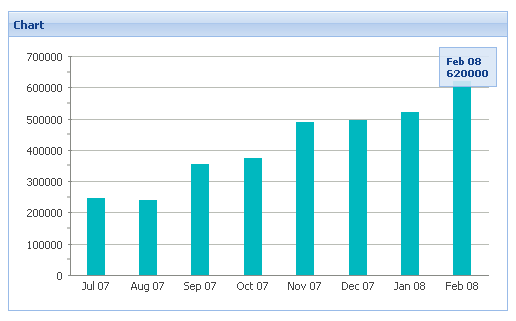 Chart
700000
600000
500000
400000
300000
200000
100000
0
Feb 08
620000
Jul 07
Aug 07
Sep 07
Oct 07
Nov 07
Dec 07
Jan 08
Feb 08